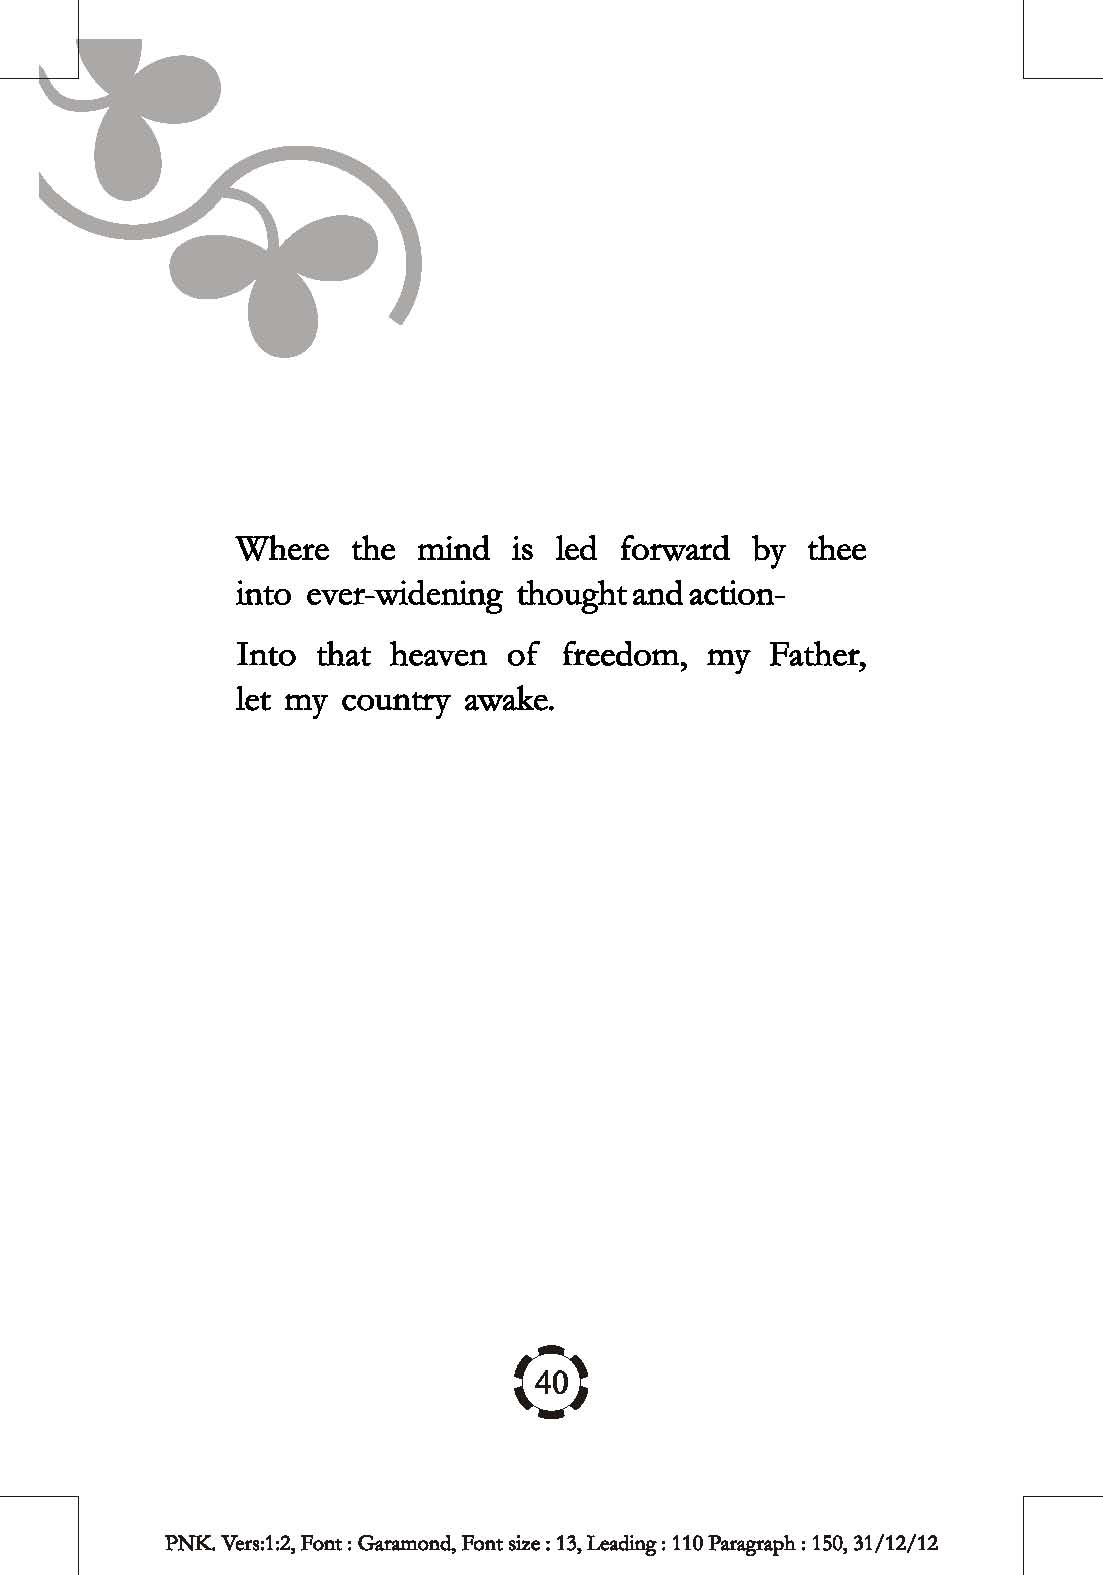 Where the mind is led forward by thee
into ever-widening thought and action-
Into that heaven of freedom, my Father,
let my country awake.
40
PNK. Vers:1:2, Font : Garamond, Font size : 13, Leading : 110 Paragraph : 150, 31/12/12